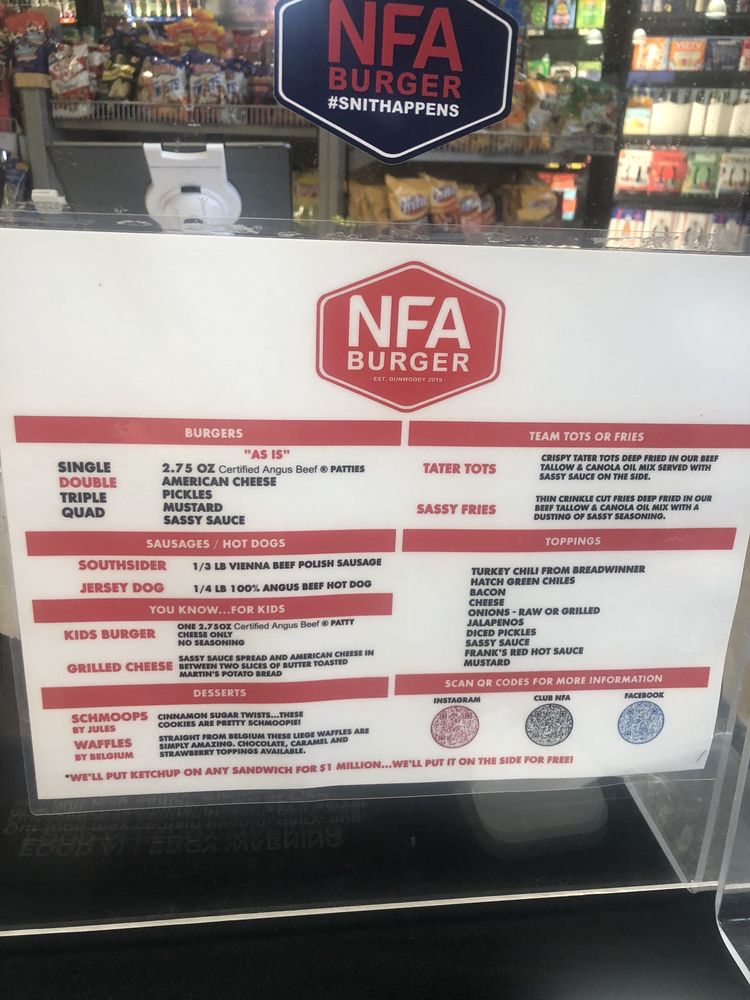 NFA
BURGER
#SNITHAPPENS
NFA
BURGER
- EST. DUNWOODY 2019 -
BURGERS
"AS IS"
SINGLE
DOUBLE
TRIPLE
QUAD
2.75 OZ Certified Angus Beef ® PATTIES
AMERICAN CHEESE
PICKLES
MUSTARD
SASSY SAUCE
SAUSAGES / HOT DOGS
SOUTHSIDER 1/3 LB VIENNA BEEF POLISH SAUSAGE
JERSEY DOG 1/4 LB 100% ANGUS BEEF HOT DOG
YOU KNOW...FOR KIDS
KIDS BURGER
ONE 2.75OZ Certified Angus Beef ® PATTY
CHEESE ONLY
NO SEASONING
GRILLED CHEESE
SASSY SAUCE SPREAD AND AMERICAN CHEESE IN
BETWEEN TWO SLICES OF BUTTER TOASTED
MARTIN'S POTATO BREAD
DESSERTS
SCHMOOPS
BY JULES
CINNAMON SUGAR TWISTS...THESE
COOKIES ARE PRETTY SCHMOOPIE!
WAFFLES
BY BELGIUM
STRAIGHT FROM BELGIUM THESE LIEGE WAFFLES ARE
SIMPLY AMAZING. CHOCOLATE, CARAMEL AND
STRAWBERRY TOPPINGS AVAILABLE.
TEAM TOTS OR FRIES
TATER TOTS
CRISPY TATER TOTS DEEP FRIED IN OUR BEEF
TALLOW & CANOLA OIL MIX SERVED WITH
SASSY SAUCE ON THE SIDE.
SASSY FRIES
THIN CRINKLE CUT FRIES DEEP FRIED IN OUR
BEEF TALLOW & CANOLA OIL MIX WITH A
DUSTING OF SASSY SEASONING.
TOPPINGS
TURKEY CHILI FROM BREADWINNER
HATCH GREEN CHILES
BACON
CHEESE
ONIONS - RAW OR GRILLED
JALAPENOS
DICED PICKLES
SASSY SAUCE
FRANK'S RED HOT SAUCE
MUSTARD
SCAN QR CODES FOR MORE INFORMATION
INSTAGRAM
CLUB NFA
FACEBOOK
*WE'LL PUT KETCHUP ON ANY SANDWICH FOR $1 MILLION...WE'LL PUT IT ON THE SIDE FOR FREE!
FOOD ALLERGY WARNING